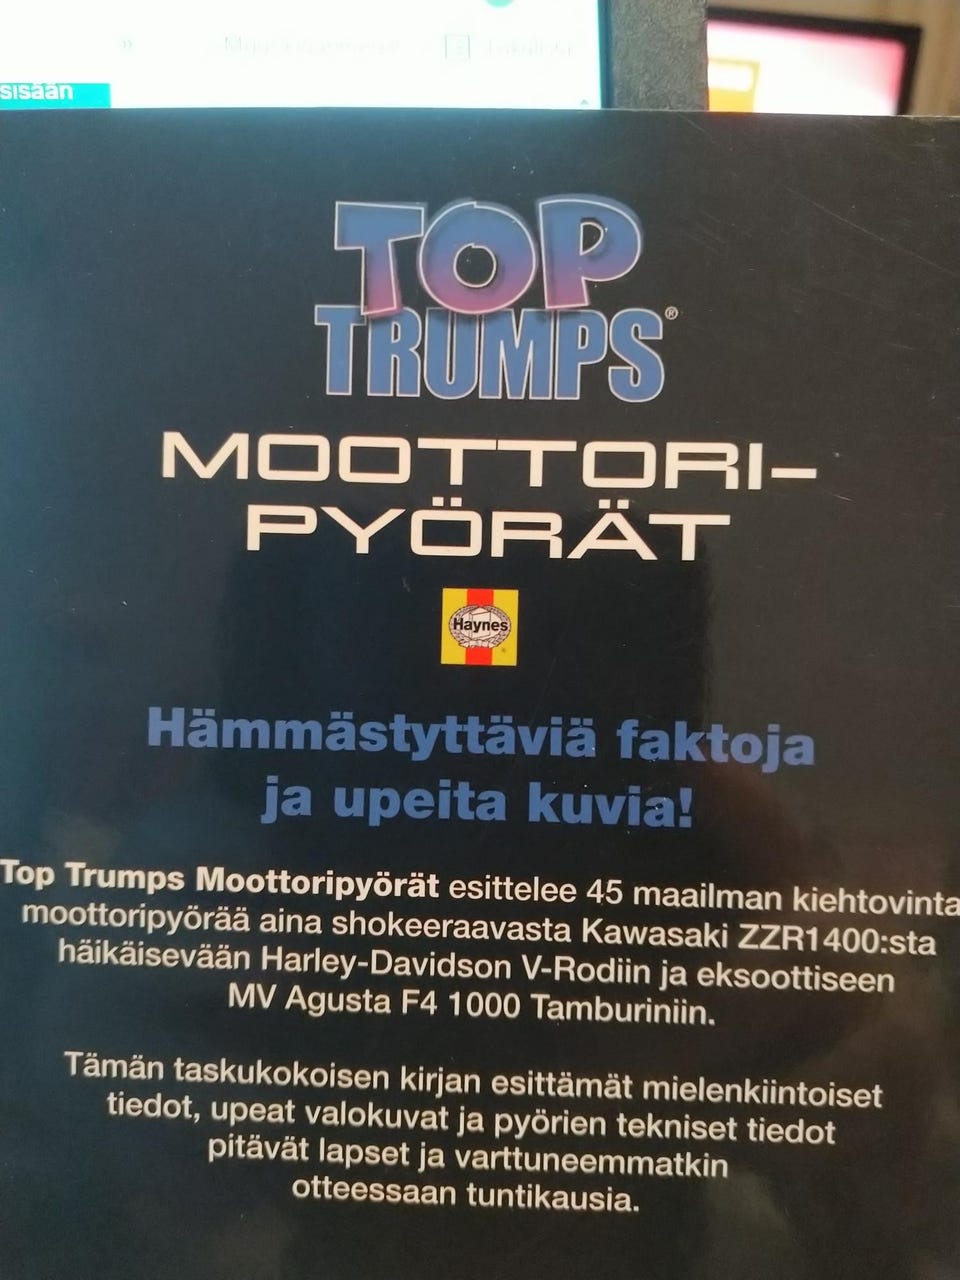 »
sisään
TOP
TRUMPS®
MOOTTORI-
PYÖRÄT
Haynes
Hämmästyttäviä faktoja
ja upeita kuvia!
Top Trumps Moottoripyörät esittelee 45 maailman kiehtovinta
moottoripyörää aina shokeeraavasta Kawasaki ZZR1400:sta
häikäisevään Harley-Davidson V-Rodiin ja eksoottiseen
MV Agusta F4 1000 Tamburiniin.
Tämän taskukokoisen kirjan esittämät mielenkiintoiset
tiedot, upeat valokuvat ja pyörien tekniset tiedot
pitävät lapset ja varttuneemmatkin
otteessaan tuntikausia.